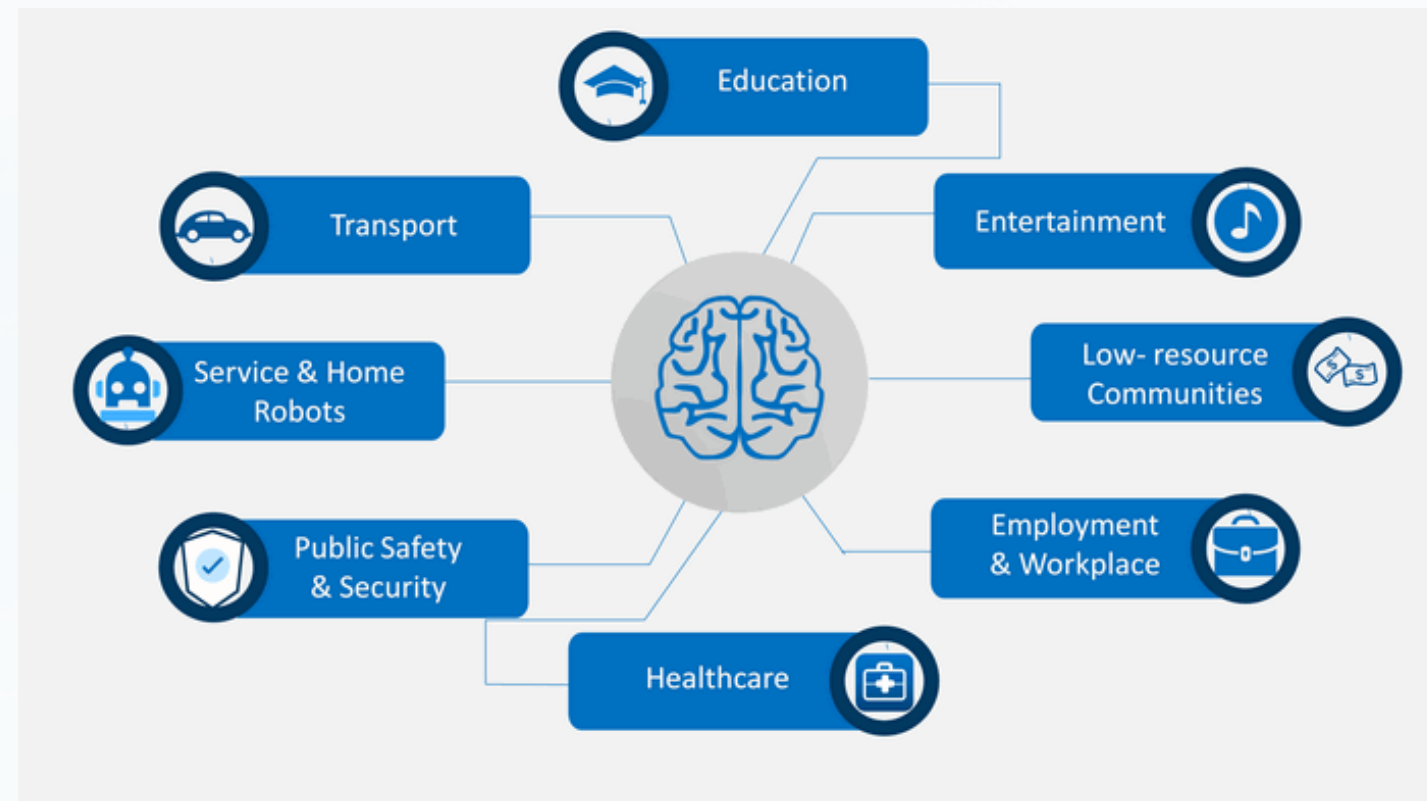 Education
Transport
Entertainment
Service & Home
Robots
Low- resource
Communities
Public Safety
& Security
Employment
& Workplace
Healthcare